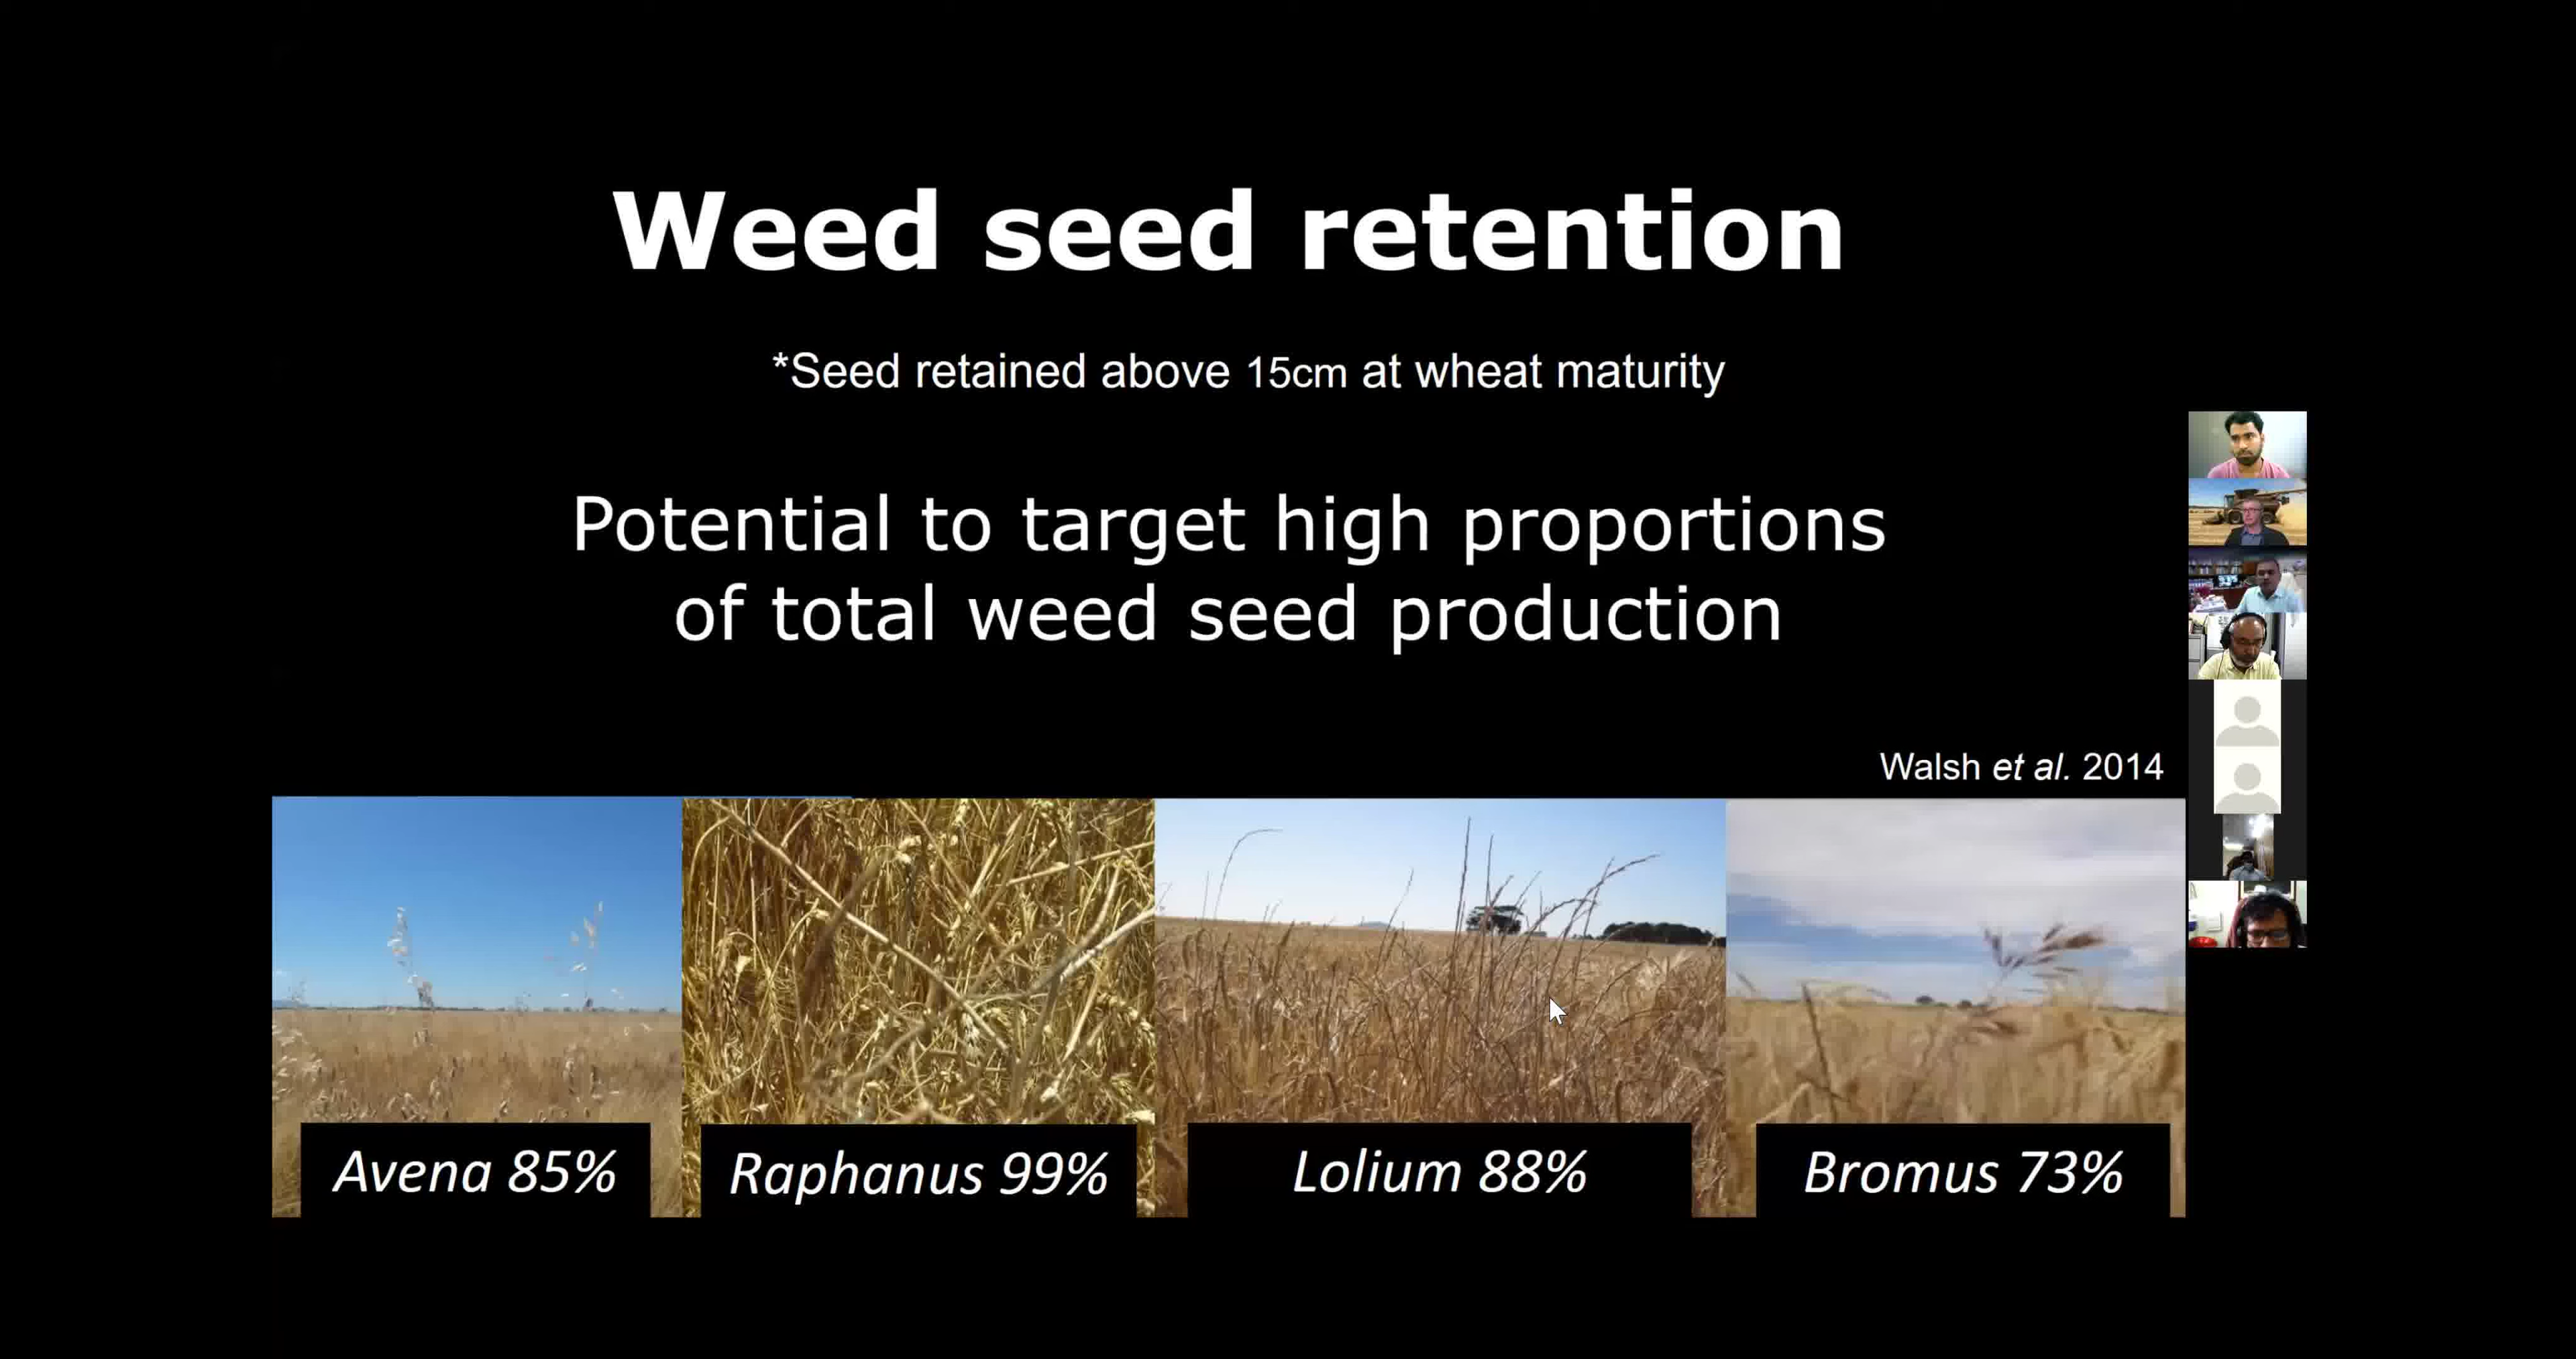 Weed seed retention
*Seed retained above 15cm at wheat maturity
Potential to target high proportions
of total weed seed production
Walsh et al. 2014
Avena 85%
Raphanus 99%
Lolium 88%
Bromus 73%